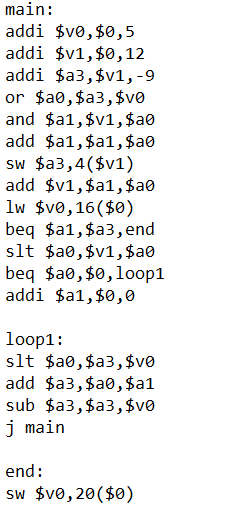 main:
addi $v0,$0,5
addi $v1,$0,12
addi $a3,$v1,-9
or $a0,$a3,$v0
and $a1,$v1,$a0
add $a1,$a1,$a0
sw $a3,4($v1)
add $v1,$a1,$a0
lw $v0,16($0)
beq $a1,$a3,end
slt $a0,$v1,$a0
beq $a0,$0,loop1
addi $a1,$0,0
loop1:
slt $a0,$a3,$v0
add $a3,$a0,$a1
sub $a3,$a3,$v0
j main
end:
sw $v0,20($0)